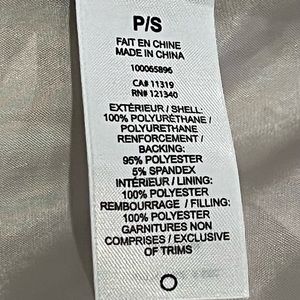 P/S
FAIT EN CHINE
MADE IN CHINA
100065896
CA# 11319
RN# 121340
EXTÉRIEUR / SHELL:
100% POLYURÉTHANE /
POLYURETHANE
RENFORCEMENT /
BACKING:
95% POLYESTER
5% SPANDEX
INTÉRIEUR / LINING:
100% POLYESTER
REMBOURRAGE / FILLING:
100% POLYESTER
GARNITURES NON
COMPRISES / EXCLUSIVE
OF TRIMS